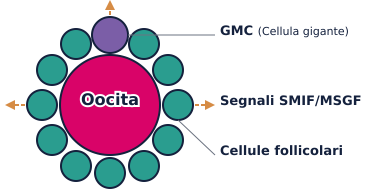 GMC (Cellula gigante)
Oocita
Segnali SMIF/MSGF
Cellule follicolari